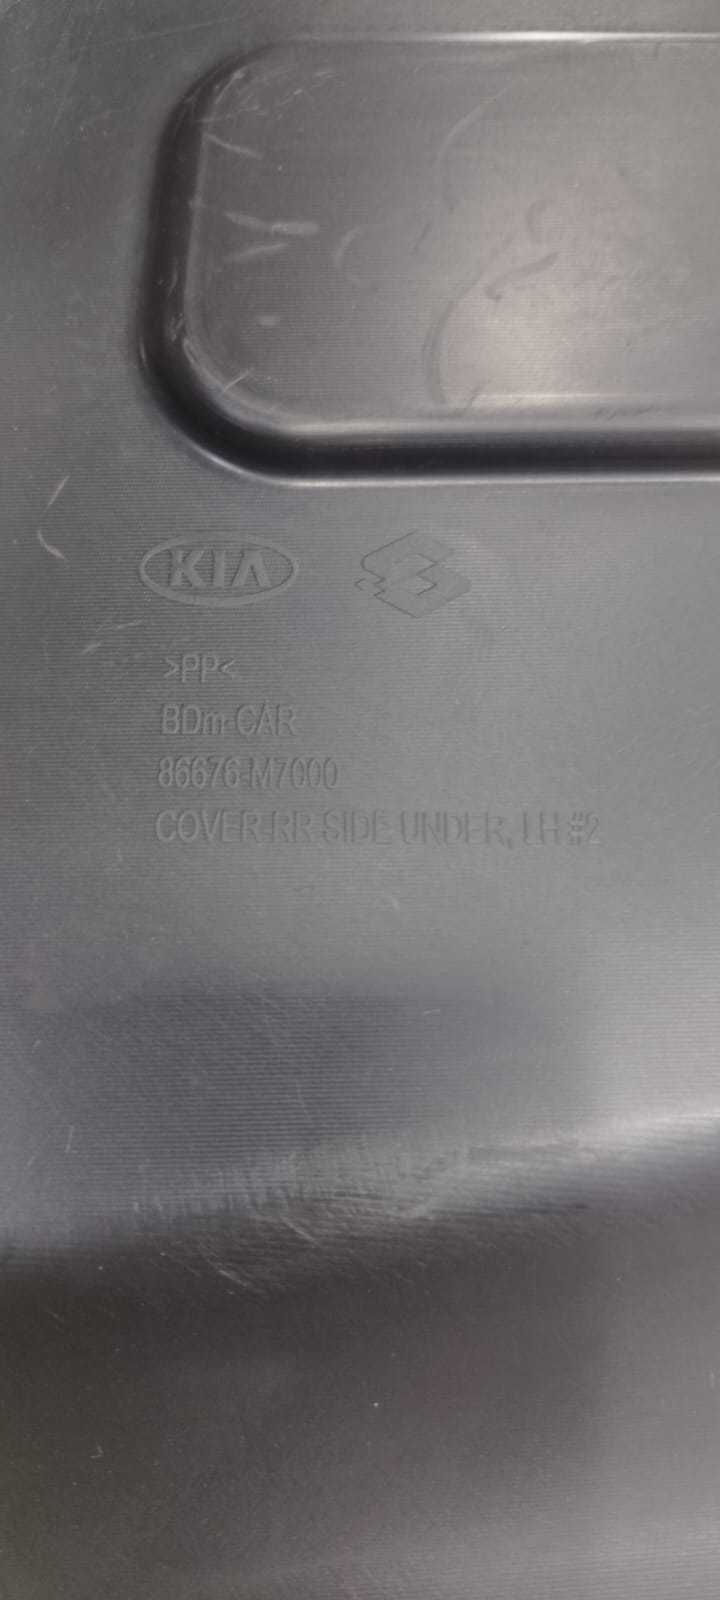 KIA
>PP<
BDm-CAR
86676-M7000
COVER-RR SIDE UNDER, LH #2